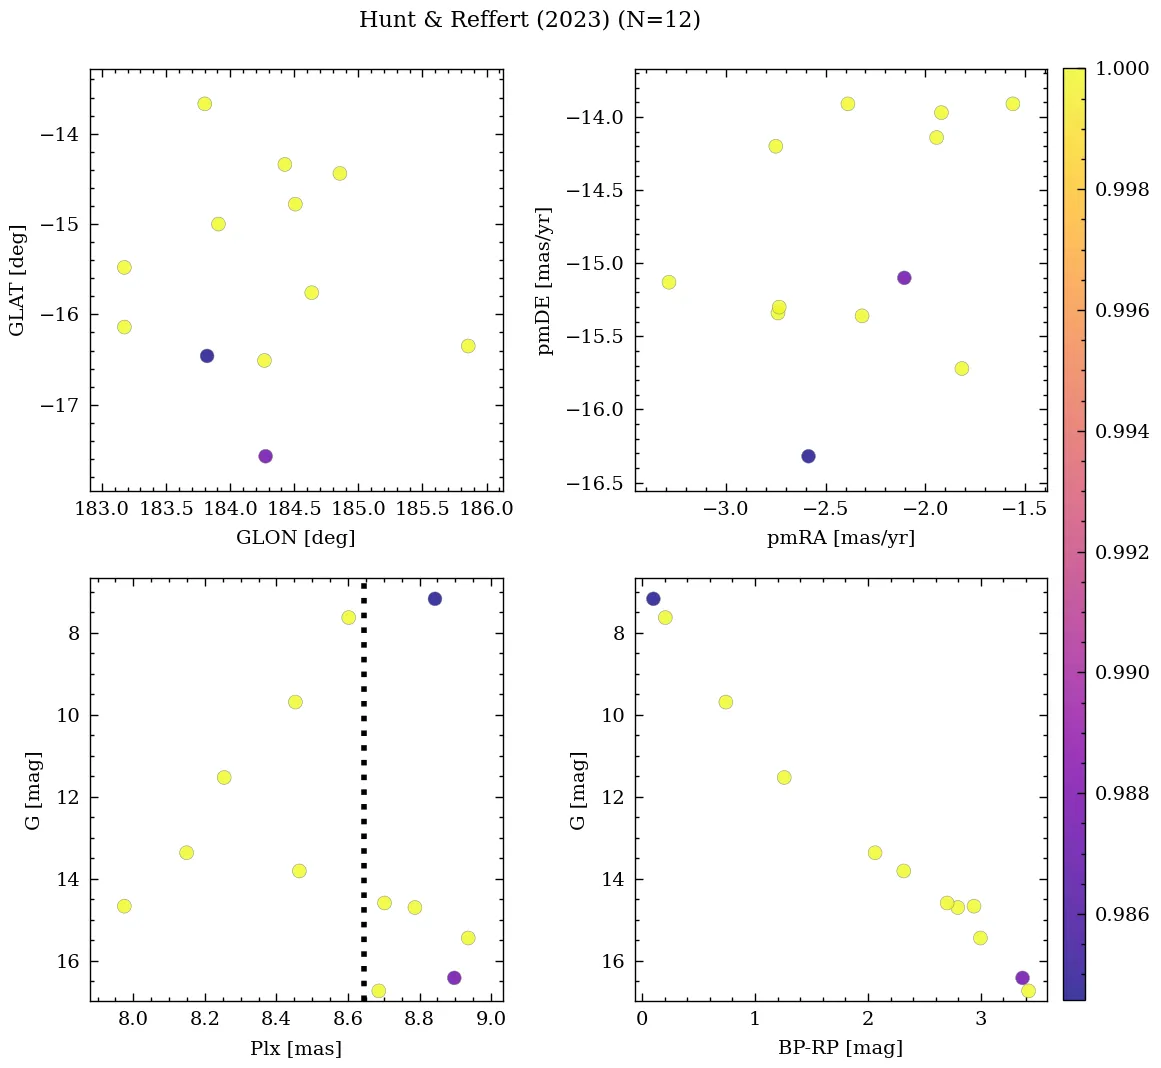 Hunt & Reffert (2023) (N=12)
−14
−15
−16
−17
GLAT [deg]
183.0 183.5 184.0 184.5 185.0 185.5 186.0
GLON [deg]
−14.0
−14.5
−15.0
−15.5
−16.0
−16.5
pmDE [mas/yr]
−3.0 −2.5 −2.0 −1.5
pmRA [mas/yr]
8
10
12
14
16
G [mag]
8.0 8.2 8.4 8.6 8.8 9.0
Plx [mas]
8
10
12
14
16
G [mag]
0 1 2 3
BP-RP [mag]
1.000
0.998
0.996
0.994
0.992
0.990
0.988
0.986